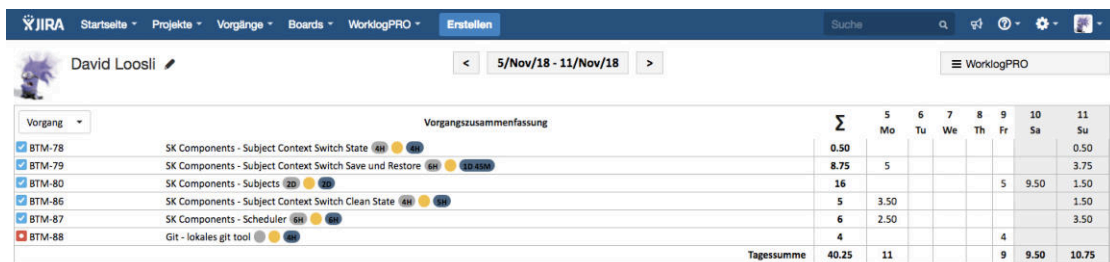 JIRA Startseite Projekte Vorgänge Boards WorklogPRO Erstellen Suche
David Loosli < 5/Nov/18 - 11/Nov/18 > WorklogPRO
Vorgang Vorgangszusammenfassung Σ 5 Mo 6 Tu 7 We 8 Th 9 Fr 10 Sa 11 Su
BTM-78 SK Components - Subject Context Switch State 4H 4H 0.50 0.50
BTM-79 SK Components - Subject Context Switch Save und Restore 6H 1D 45M 8.75 5 3.75
BTM-80 SK Components - Subjects 2D 2D 16 5 9.50 1.50
BTM-86 SK Components - Subject Context Switch Clean State 4H 5H 5 3.50 1.50
BTM-87 SK Components - Scheduler 6H 6H 6 2.50 3.50
BTM-88 Git - lokales git tool 4H 4 4
Tagessumme 40.25 11 9 9.50 10.75